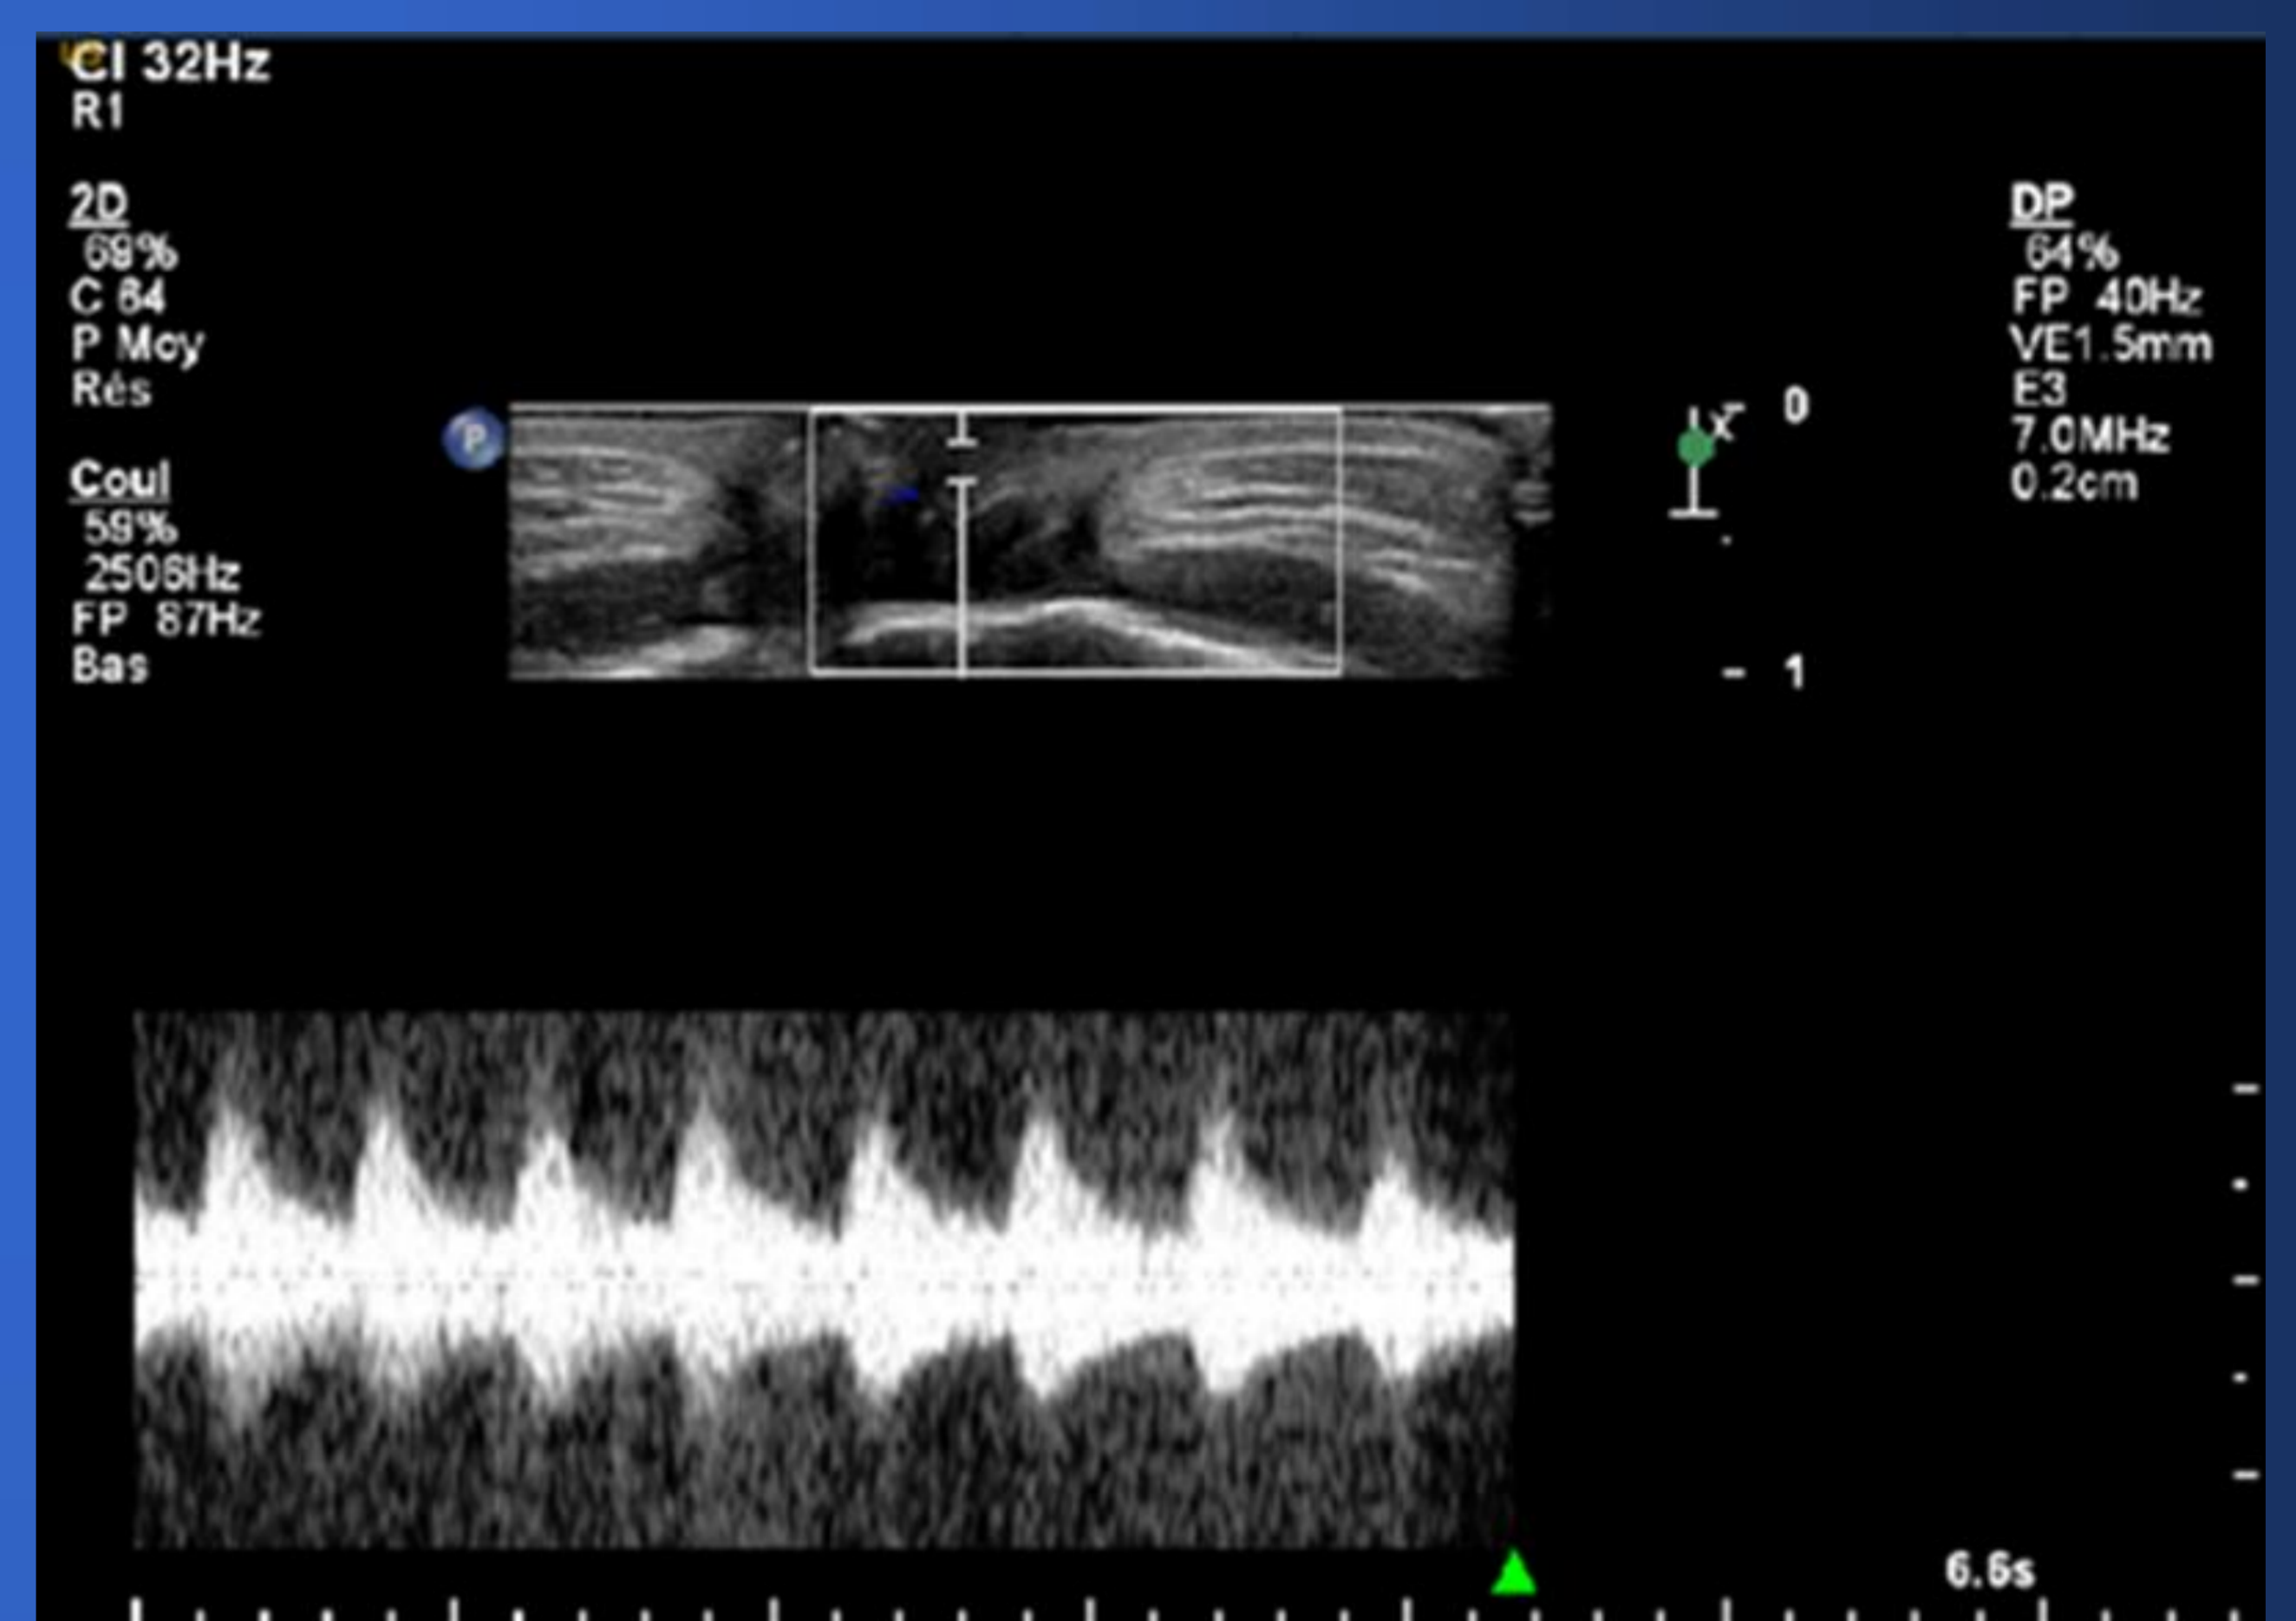 CI 32Hz
R1
2D
69%
C 64
P Moy
Rés
Coul
59%
2506Hz
FP 87Hz
Bas
P
x
0
1
DP
64%
FP 40Hz
VE1.5mm
E3
7.0MHz
0.2cm
6.6s